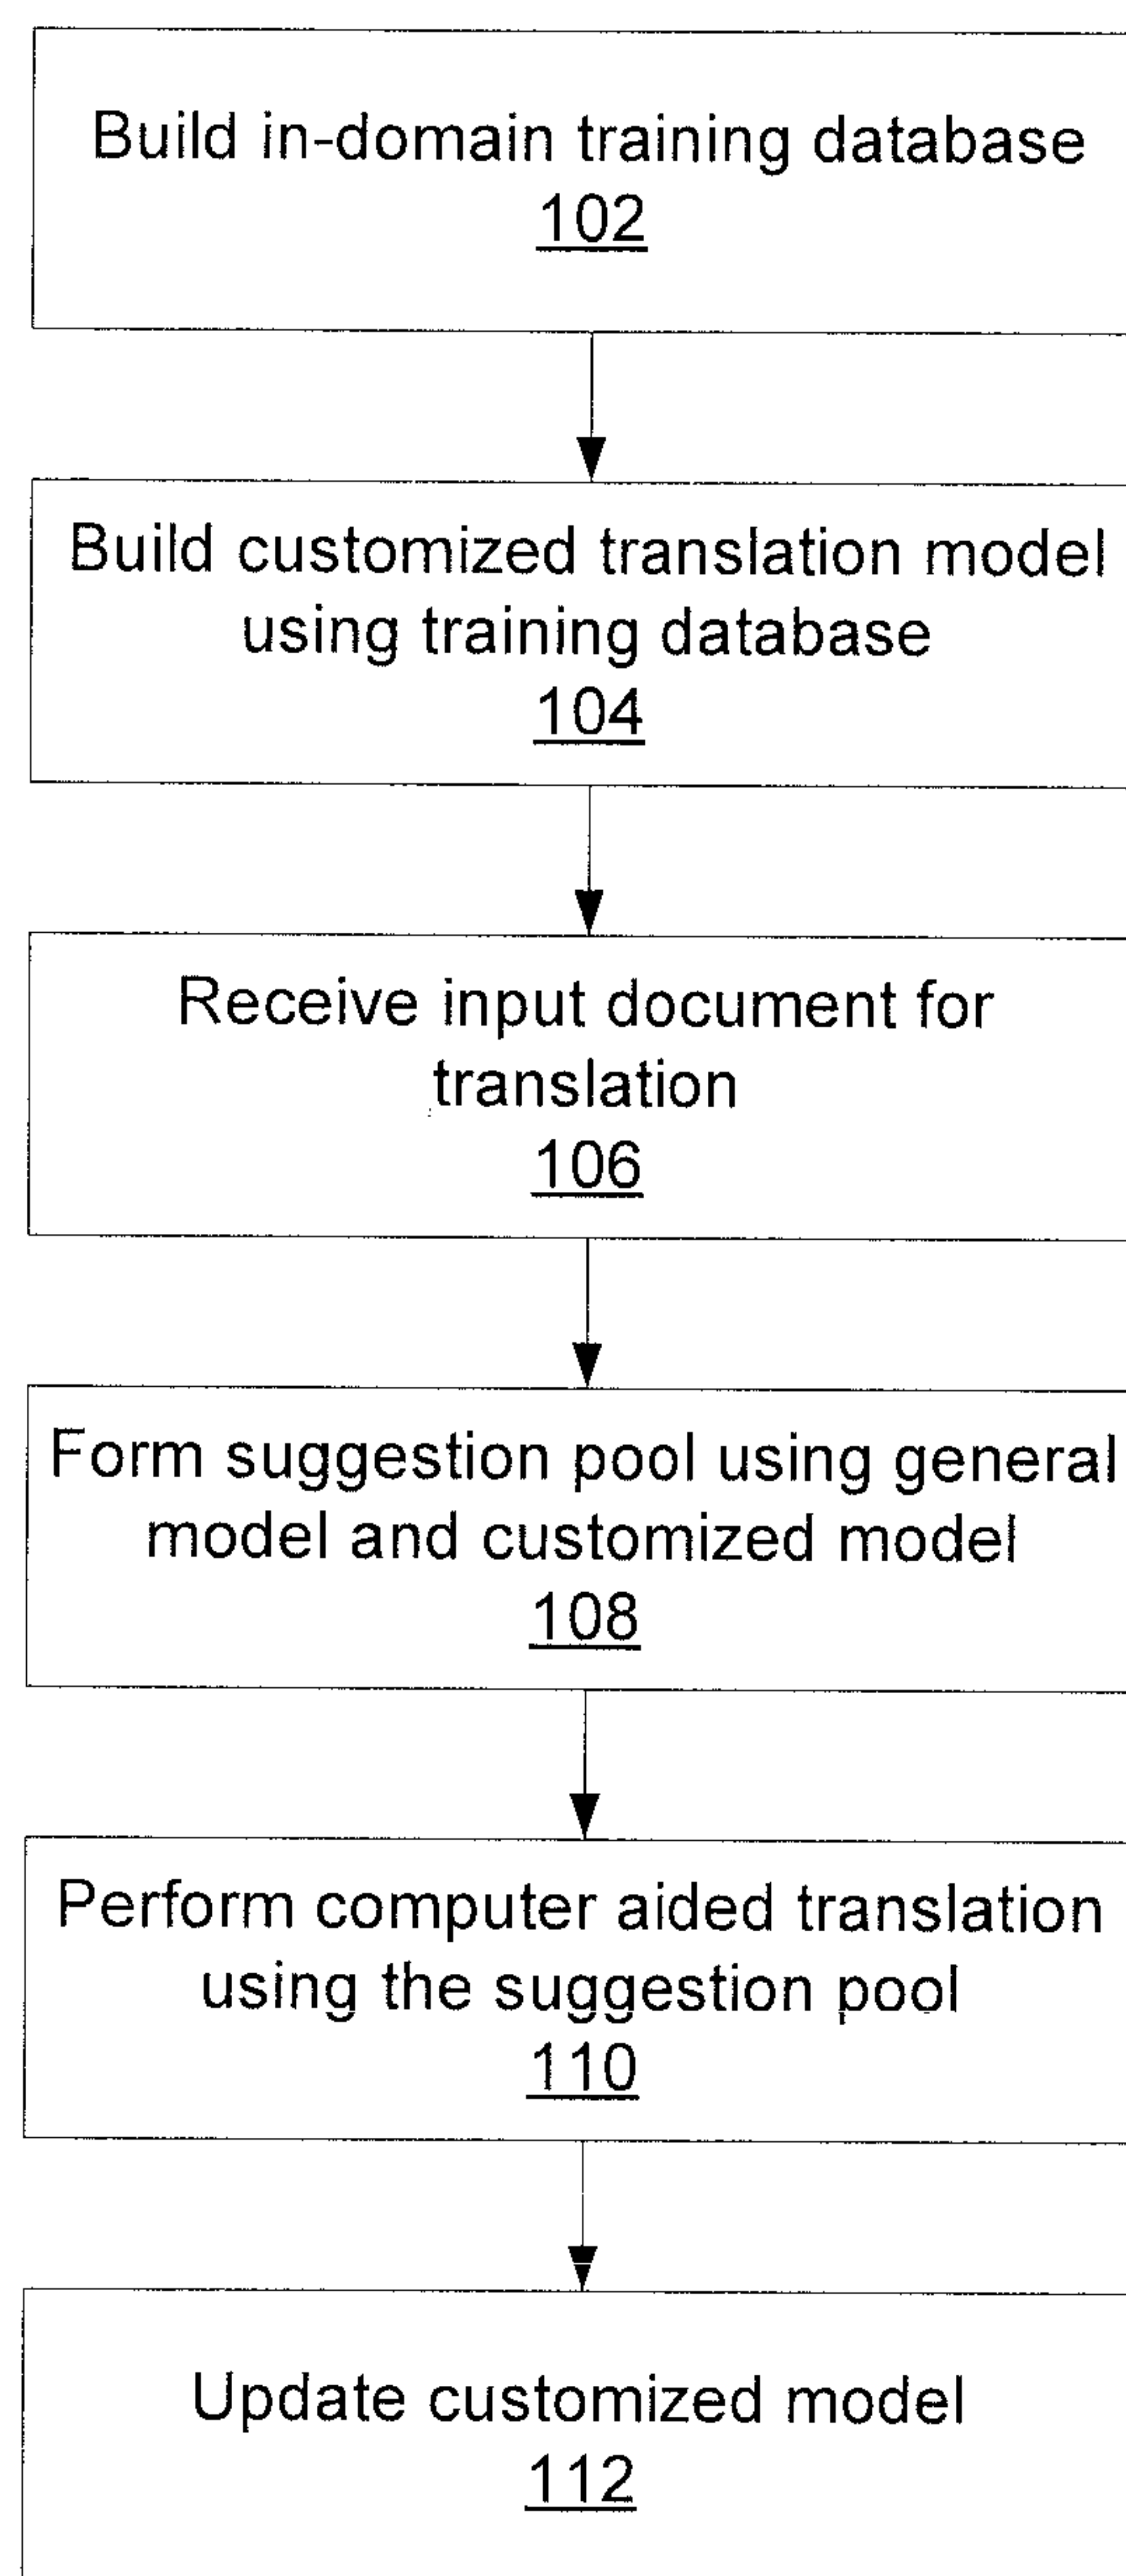 Build in-domain training database
102
Build customized translation model
using training database
104
Receive input document for
translation
106
Form suggestion pool using general
model and customized model
108
Perform computer aided translation
using the suggestion pool
110
Update customized model
112